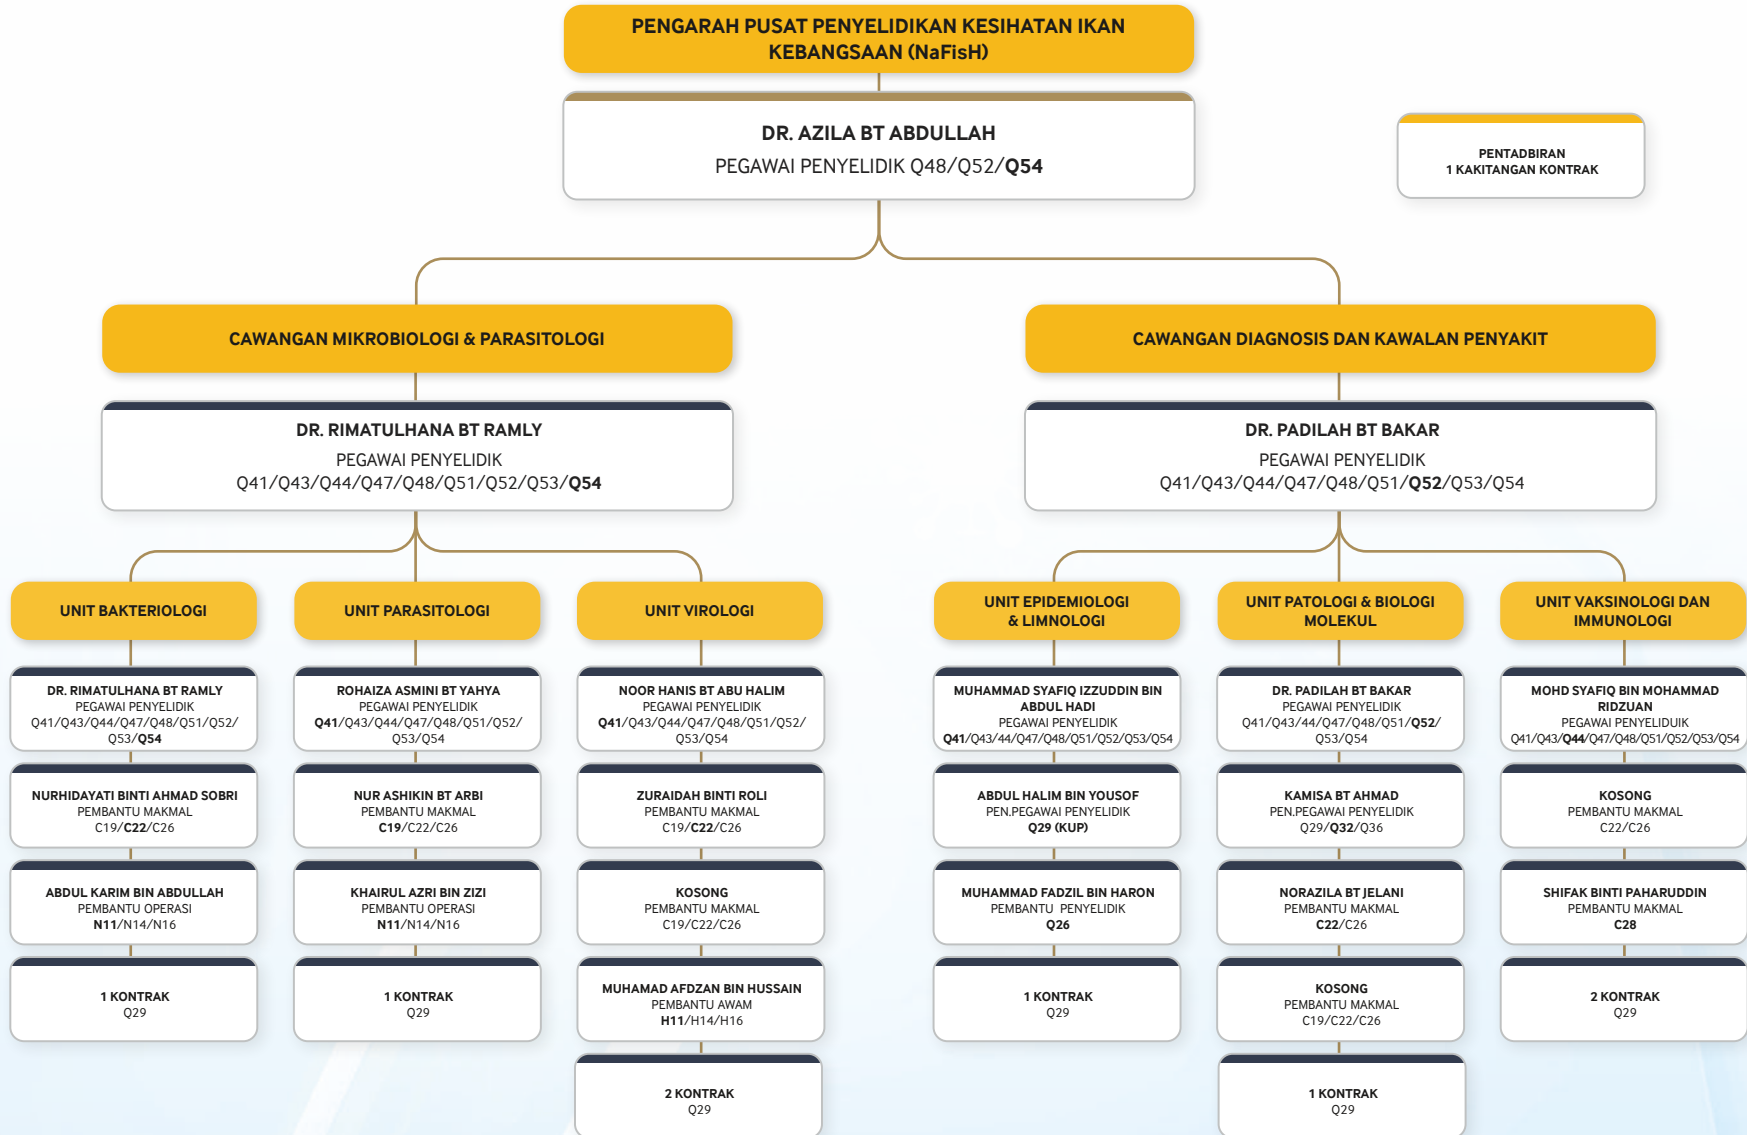 PENGARAH PUSAT PENYELIDIKAN KESIHATAN IKAN
KEBANGSAAN (NaFisH)
DR. AZILA BT ABDULLAH
PEGAWAI PENYELIDIK Q48/Q52/Q54
PENTADBIRAN
1 KAKITANGAN KONTRAK
CAWANGAN MIKROBIOLOGI & PARASITOLOGI
DR. RIMATULHANA BT RAMLY
PEGAWAI PENYELIDIK
Q41/Q43/Q44/Q47/Q48/Q51/Q52/Q53/Q54
CAWANGAN DIAGNOSIS DAN KAWALAN PENYAKIT
DR. PADILAH BT BAKAR
PEGAWAI PENYELIDIK
Q41/Q43/Q44/Q47/Q48/Q51/Q52/Q53/Q54
UNIT BAKTERIOLOGI
DR. RIMATULHANA BT RAMLY
PEGAWAI PENYELIDIK
Q41/Q43/Q44/Q47/Q48/Q51/Q52/
Q53/Q54
NURHIDAYATI BINTI AHMAD SOBRI
PEMBANTU MAKMAL
C19/C22/C26
ABDUL KARIM BIN ABDULLAH
PEMBANTU OPERASI
N11/N14/N16
1 KONTRAK
Q29
UNIT PARASITOLOGI
ROHAIZA ASMINI BT YAHYA
PEGAWAI PENYELIDIK
Q41/Q43/Q44/Q47/Q48/Q51/Q52/
Q53/Q54
NUR ASHIKIN BT ARBI
PEMBANTU MAKMAL
C19/C22/C26
KHAIRUL AZRI BIN ZIZI
PEMBANTU OPERASI
N11/N14/N16
1 KONTRAK
Q29
UNIT VIROLOGI
NOOR HANIS BT ABU HALIM
PEGAWAI PENYELIDIK
Q41/Q43/Q44/Q47/Q48/Q51/Q52/
Q53/Q54
ZURAIDAH BINTI ROLI
PEMBANTU MAKMAL
C19/C22/C26
KOSONG
PEMBANTU MAKMAL
C19/C22/C26
MUHAMAD AFDZAN BIN HUSSAIN
PEMBANTU AWAM
H11/H14/H16
2 KONTRAK
Q29
UNIT EPIDEMIOLOGI
& LIMNOLOGI
MUHAMMAD SYAFIQ IZZUDDIN BIN
ABDUL HADI
PEGAWAI PENYELIDIK
Q41/Q43/44/Q47/Q48/Q51/Q52/Q53/Q54
ABDUL HALIM BIN YOUSOF
PEN.PEGAWAI PENYELIDIK
Q29 (KUP)
MUHAMMAD FADZIL BIN HARON
PEMBANTU PENYELIDIK
Q26
1 KONTRAK
Q29
UNIT PATOLOGI & BIOLOGI
MOLEKUL
DR. PADILAH BT BAKAR
PEGAWAI PENYELIDIK
Q41/Q43/44/Q47/Q48/Q51/Q52/
Q53/Q54
KAMISA BT AHMAD
PEN.PEGAWAI PENYELIDIK
Q29/Q32/Q36
NORAZILA BT JELANI
PEMBANTU MAKMAL
C22/C26
KOSONG
PEMBANTU MAKMAL
C19/C22/C26
1 KONTRAK
Q29
UNIT VAKSINOLOGI DAN
IMMUNOLOGI
MOHD SYAFIQ BIN MOHAMMAD
RIDZUAN
PEGAWAI PENYELIDUIK
Q41/Q43/Q44/Q47/Q48/Q51/Q52/Q53/Q54
KOSONG
PEMBANTU MAKMAL
C22/C26
SHIFAK BINTI PAHARUDDIN
PEMBANTU MAKMAL
C28
2 KONTRAK
Q29